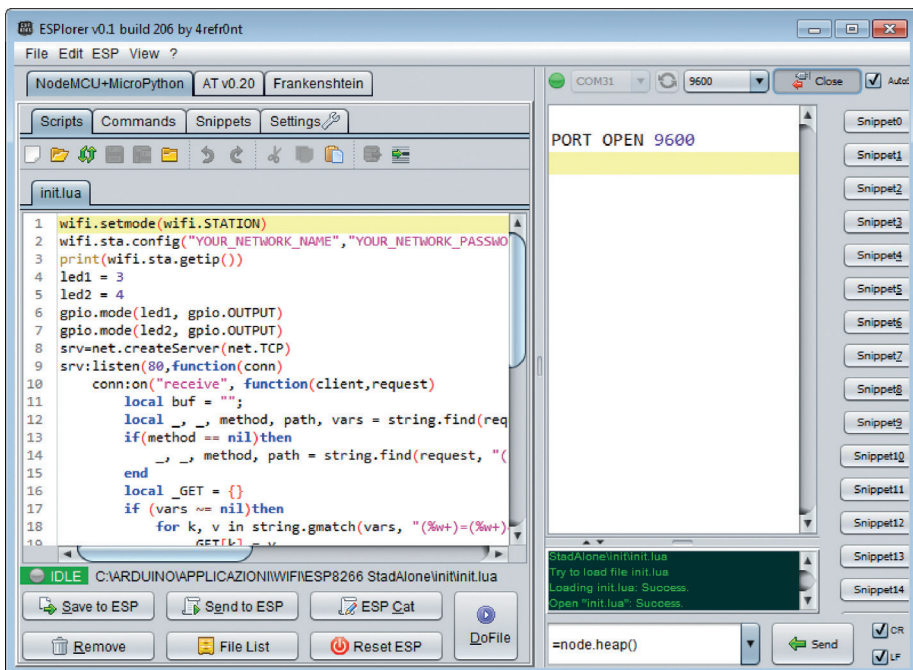 ESPlorer v0.1 build 206 by 4refr0nt
File Edit ESP View ?
NodeMCU+MicroPython AT v0.20 Frankenshtein
COM31 9600 Close AutoS
Scripts Commands Snippets Settings
init.lua
1 wifi.setmode(wifi.STATION)
2 wifi.sta.config("YOUR_NETWORK_NAME","YOUR_NETWORK_PASSWO
3 print(wifi.sta.getip())
4 led1 = 3
5 led2 = 4
6 gpio.mode(led1, gpio.OUTPUT)
7 gpio.mode(led2, gpio.OUTPUT)
8 srv=net.createServer(net.TCP)
9 srv:listen(80,function(conn)
10 conn:on("receive", function(client,request)
11 local buf = "";
12 local _, _, method, path, vars = string.find(req
13 if(method == nil)then
14 _, _, method, path = string.find(request, "(
15 end
16 local _GET = {}
17 if (vars ~= nil)then
18 for k, v in string.gmatch(vars, "(%w+)=(%w+)
19 _GET[k] = v
IDLE C:\ARDUINO\APPLICAZIONI\WIFI\ESP8266 StadAlone\init\init.lua
Save to ESP Send to ESP ESP Cat
DoFile
Remove File List Reset ESP
PORT OPEN 9600
StadAlone\init\init.lua
Try to load file init.lua
Loading init.lua: Success.
Open "init.lua": Success.
=node.heap() Send
CR
LF
Snippet0
Snippet1
Snippet2
Snippet3
Snippet4
Snippet5
Snippet6
Snippet7
Snippet8
Snippet9
Snippet10
Snippet11
Snippet12
Snippet13
Snippet14